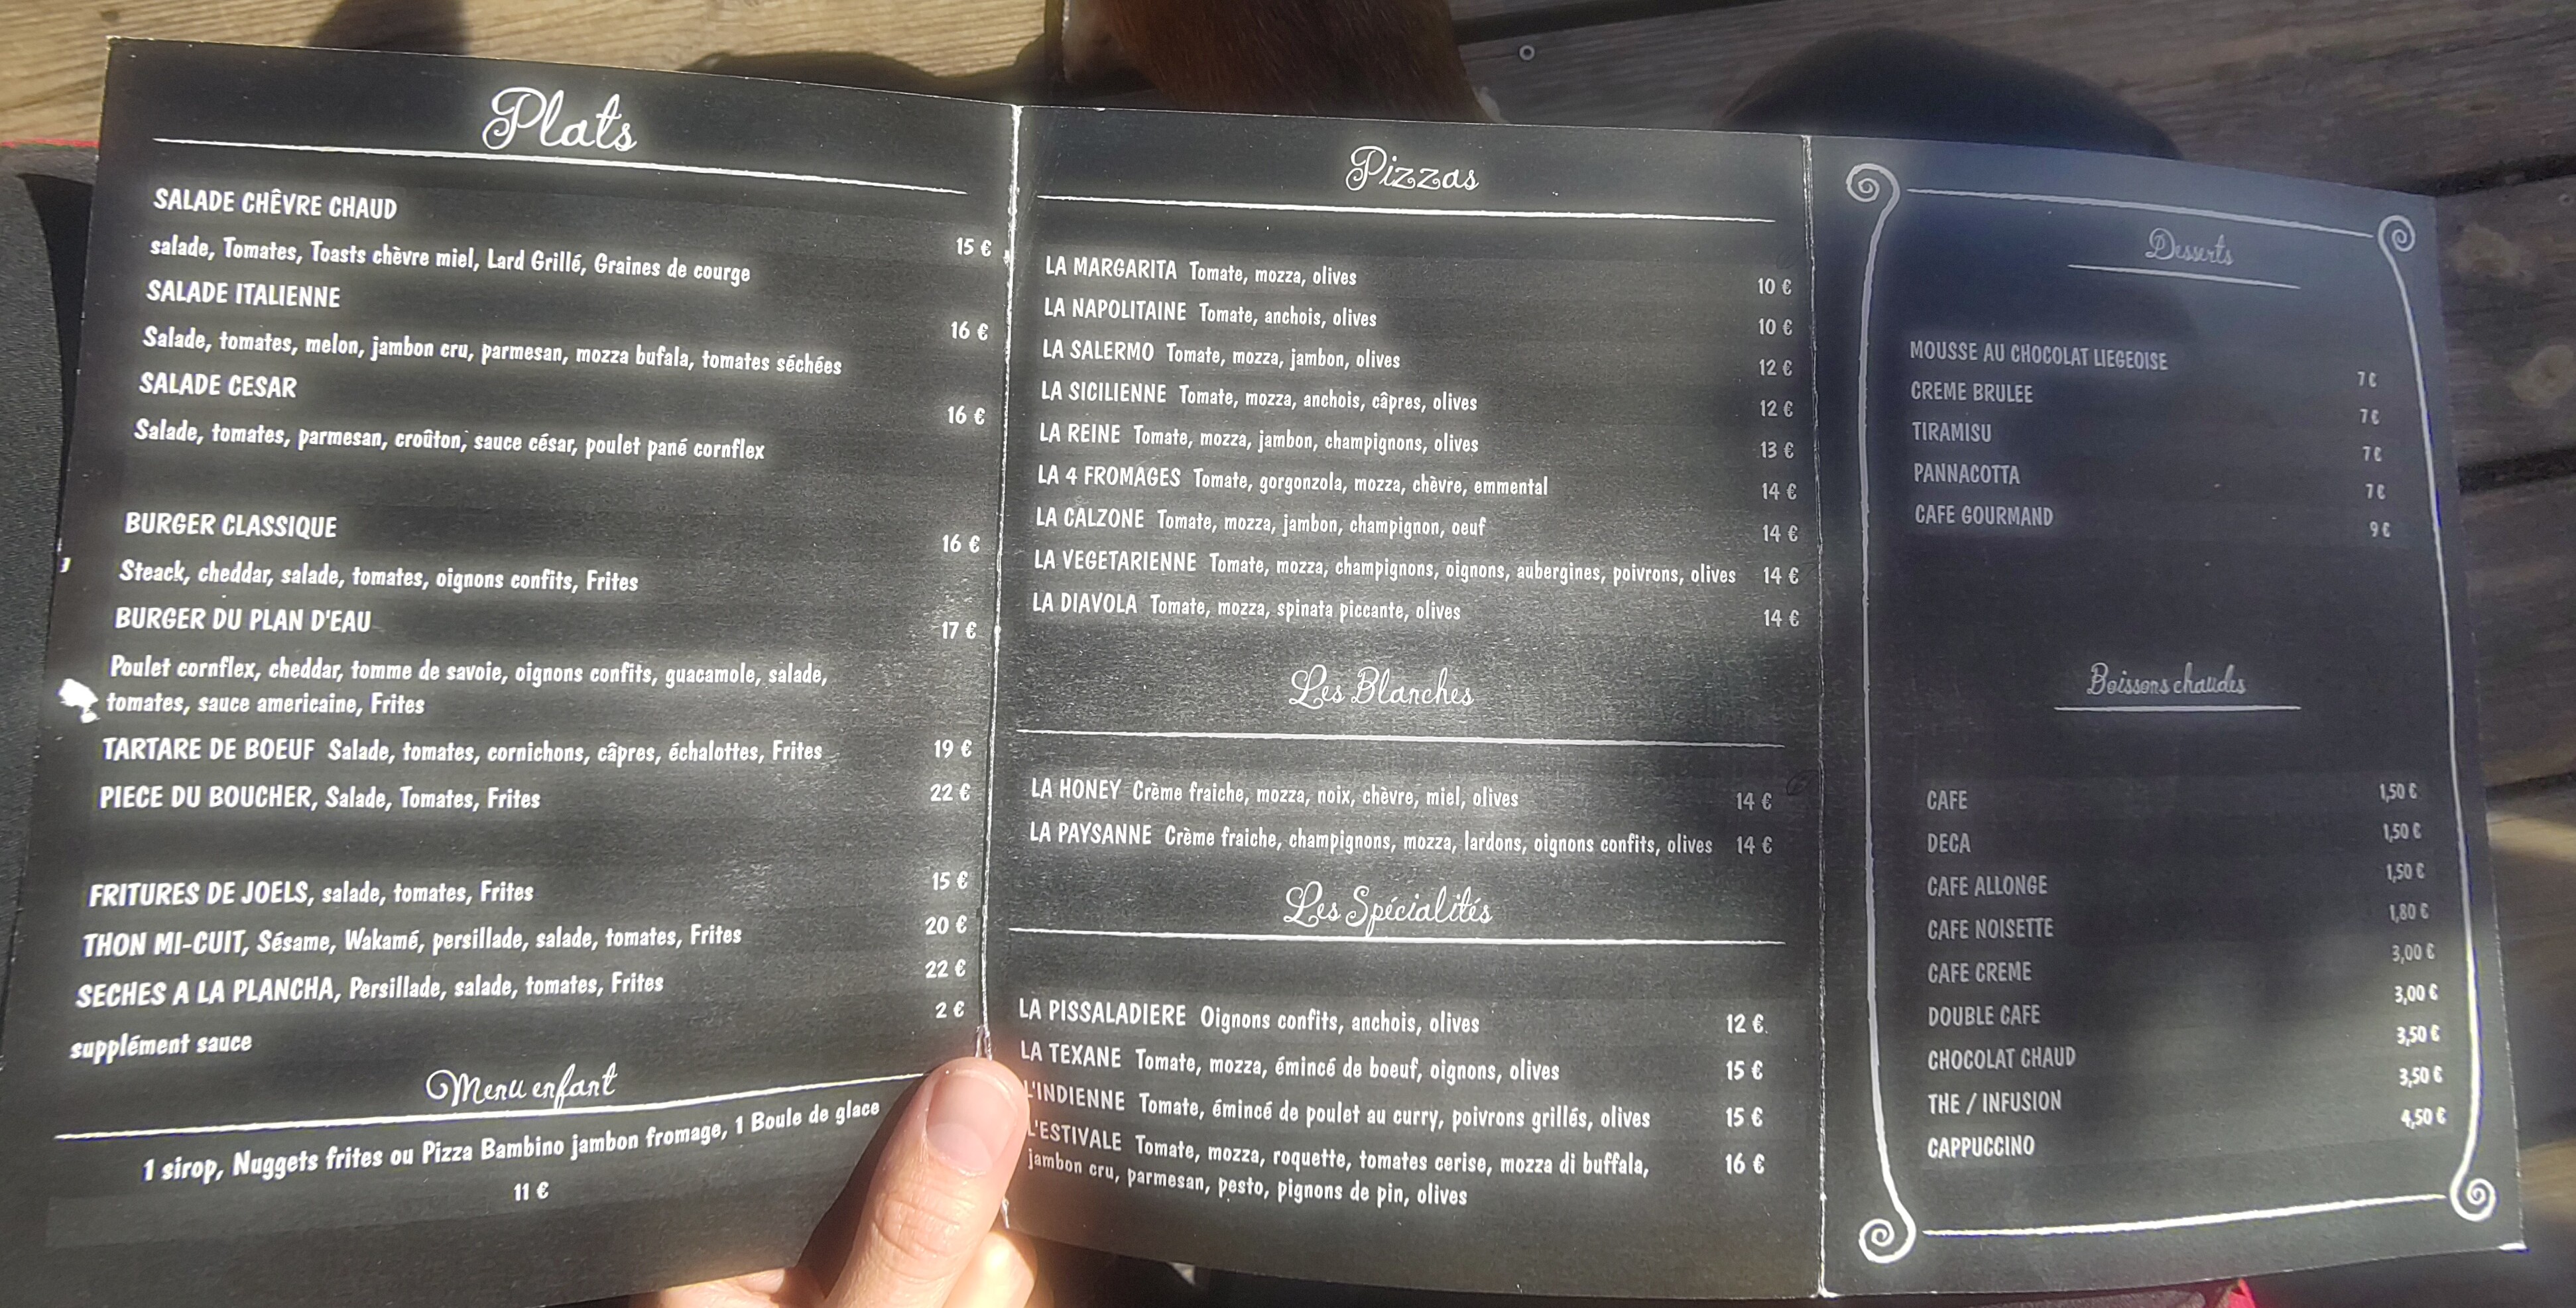 Plats
SALADE CHÊVRE CHAUD
salade, Tomates, Toasts chèvre miel, Lard Grillé, Graines de courge 15 €
SALADE ITALIENNE
Salade, tomates, melon, jambon cru, parmesan, mozza bufala, tomates séchées 16 €
SALADE CESAR
Salade, tomates, parmesan, croûton, sauce césar, poulet pané cornflex 16 €
BURGER CLASSIQUE 16 €
Steack, cheddar, salade, tomates, oignons confits, Frites
BURGER DU PLAN D'EAU 17 €
Poulet cornflex, cheddar, tomme de savoie, oignons confits, guacamole, salade,
tomates, sauce americaine, Frites
TARTARE DE BOEUF Salade, tomates, cornichons, câpres, échalottes, Frites 19 €
PIECE DU BOUCHER, Salade, Tomates, Frites 22 €
FRITURES DE JOELS, salade, tomates, Frites 15 €
THON MI-CUIT, Sésame, Wakamé, persillade, salade, tomates, Frites 20 €
SECHES A LA PLANCHA, Persillade, salade, tomates, Frites 22 €
supplément sauce 2 €
Menu enfant
1 sirop, Nuggets frites ou Pizza Bambino jambon fromage, 1 Boule de glace
11 €
Pizzas
LA MARGARITA Tomate, mozza, olives 10 €
LA NAPOLITAINE Tomate, anchois, olives 10 €
LA SALERMO Tomate, mozza, jambon, olives 12 €
LA SICILIENNE Tomate, mozza, anchois, câpres, olives 12 €
LA REINE Tomate, mozza, jambon, champignons, olives 13 €
LA 4 FROMAGES Tomate, gorgonzola, mozza, chèvre, emmental 14 €
LA CALZONE Tomate, mozza, jambon, champignon, oeuf 14 €
LA VEGETARIENNE Tomate, mozza, champignons, oignons, aubergines, poivrons, olives 14 €
LA DIAVOLA Tomate, mozza, spinata piccante, olives 14 €
Les Blanches
LA HONEY Crème fraiche, mozza, noix, chèvre, miel, olives 14 €
LA PAYSANNE Crème fraiche, champignons, mozza, lardons, oignons confits, olives 14 €
Les Spécialités
LA PISSALADIERE Oignons confits, anchois, olives 12 €
LA TEXANE Tomate, mozza, émincé de boeuf, oignons, olives 15 €
L'INDIENNE Tomate, émincé de poulet au curry, poivrons grillés, olives 15 €
L'ESTIVALE Tomate, mozza, roquette, tomates cerise, mozza di buffala, 16 €
jambon cru, parmesan, pesto, pignons de pin, olives
Desserts
MOUSSE AU CHOCOLAT LIEGEOISE 7 €
CREME BRULEE 7 €
TIRAMISU 7 €
PANNACOTTA 7 €
CAFE GOURMAND 9 €
Boissons chaudes
CAFE 1,50 €
DECA 1,50 €
CAFE ALLONGE 1,50 €
CAFE NOISETTE 1,80 €
CAFE CREME 3,00 €
DOUBLE CAFE 3,00 €
CHOCOLAT CHAUD 3,50 €
THE / INFUSION 3,50 €
CAPPUCCINO 4,50 €